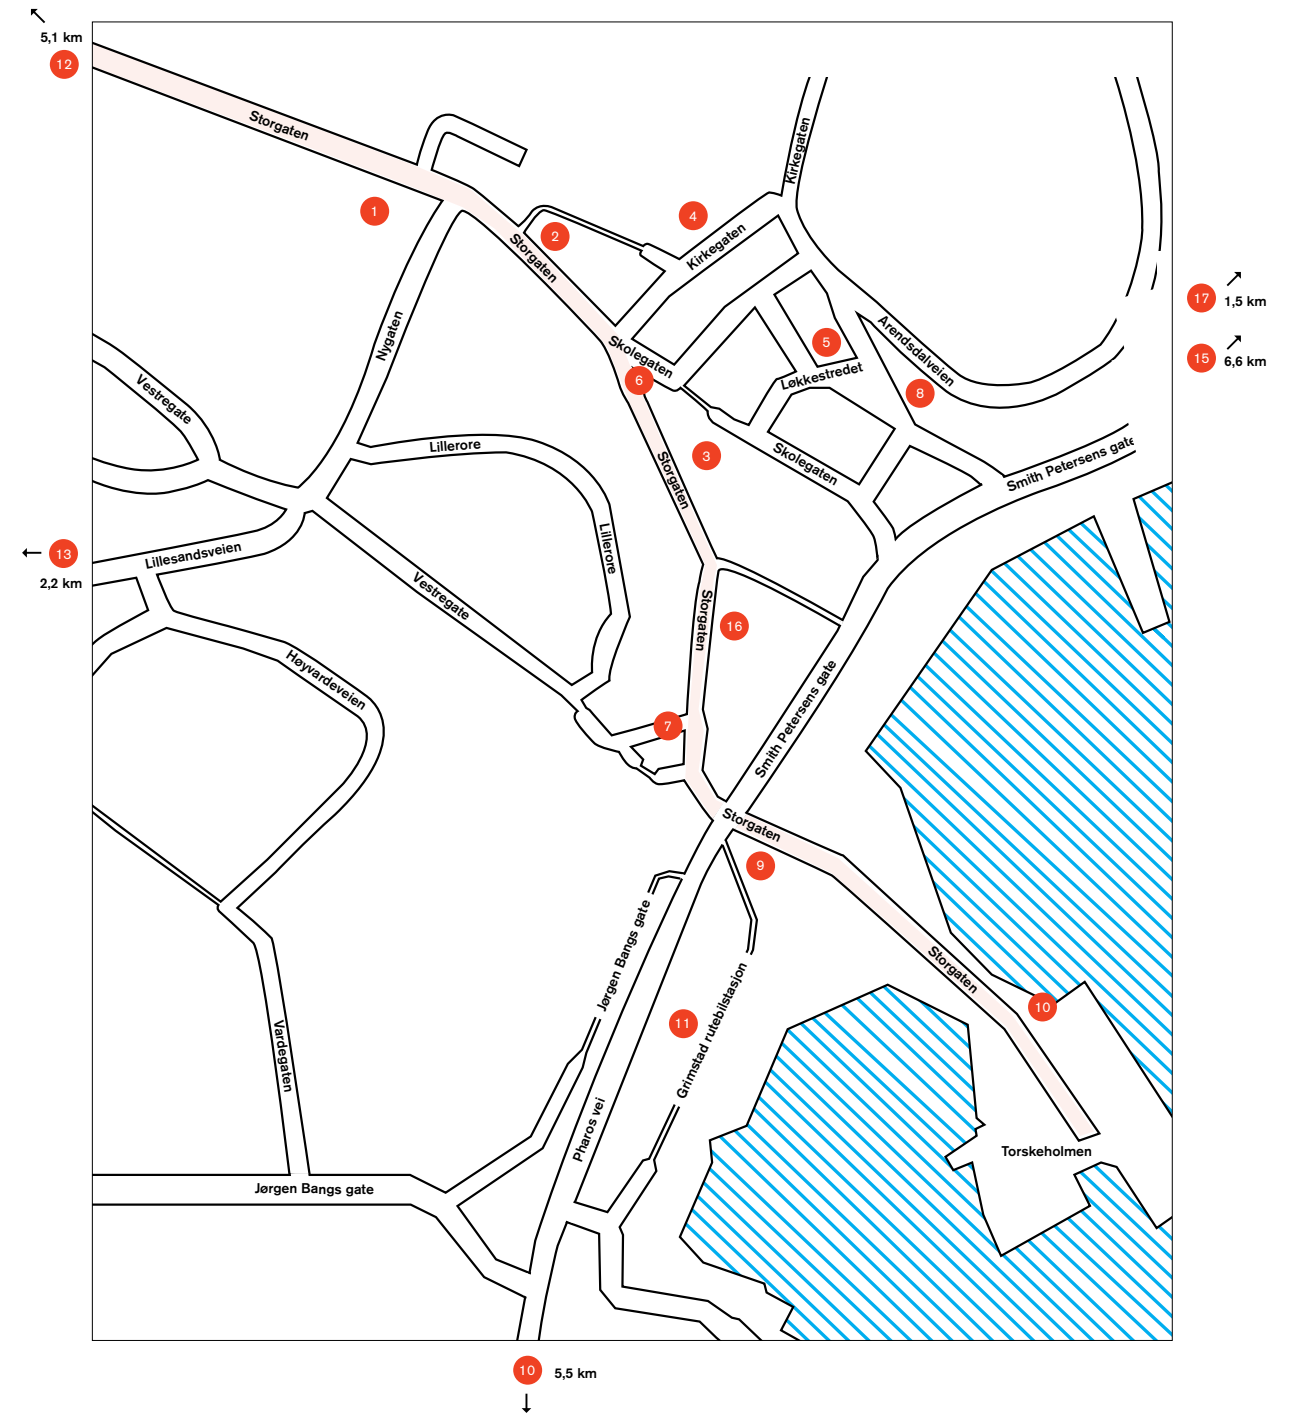 5,1 km
12
Storgaten
Kirkegaten
1
2
4
Storgaten
Kirkegaten
17
1,5 km
Nygaten
Skolegaten
5
Arendsdalveien
15
6,6 km
6
Løkkestredet
8
Vestregate
Lillerore
3
Storgaten
Skolegaten
Smith Petersens gate
13
2,2 km
Lillesandsveien
Lillerore
Vestregate
Storgaten
16
Høyvardeveien
Smith Petersens gate
7
Storgaten
9
Jørgen Bangs gate
Storgaten
10
11
Grimstad rutebilstasjon
Vardegaten
Pharos vei
Torskeholmen
Jørgen Bangs gate
10
5,5 km